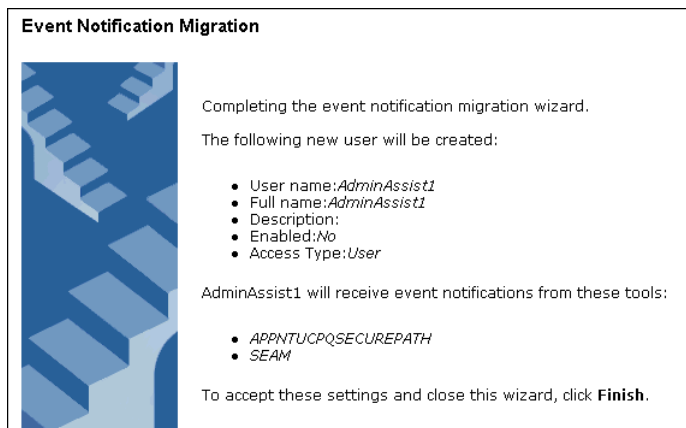 Event Notification Migration
Completing the event notification migration wizard.
The following new user will be created:
• User name:AdminAssist1
• Full name:AdminAssist1
• Description:
• Enabled:No
• Access Type:User
AdminAssist1 will receive event notifications from these tools:
• APPNTUCPQSECUREPATH
• SEAM
To accept these settings and close this wizard, click Finish.